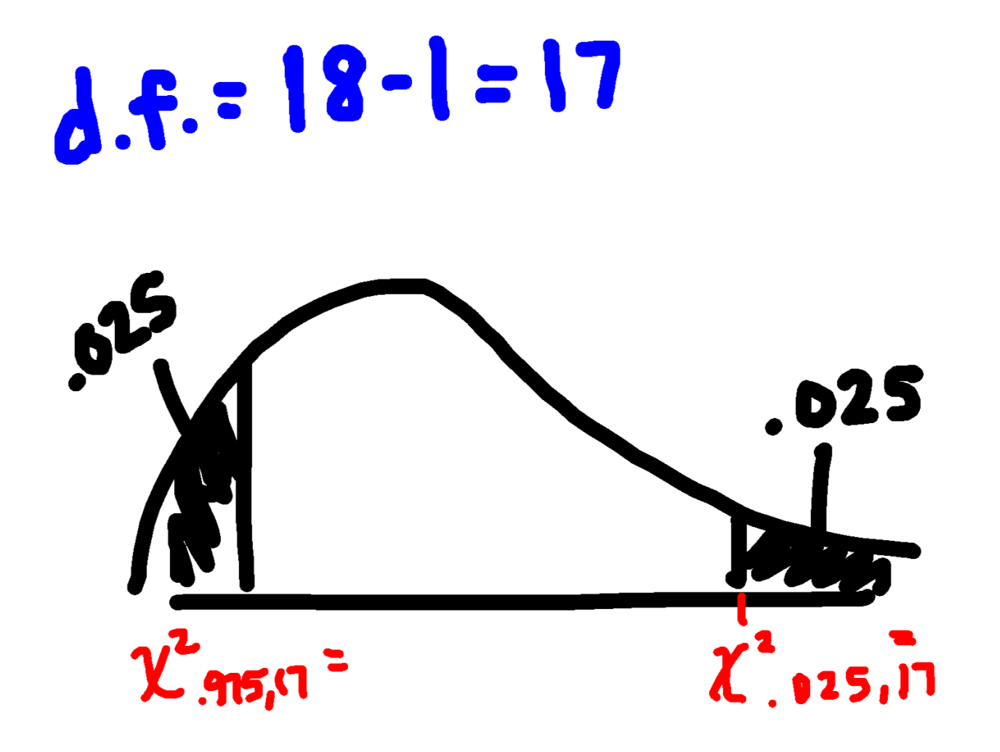 d.f. = 18 - 1 = 17
.025
.025
χ².975,17 =
χ².025,17 =